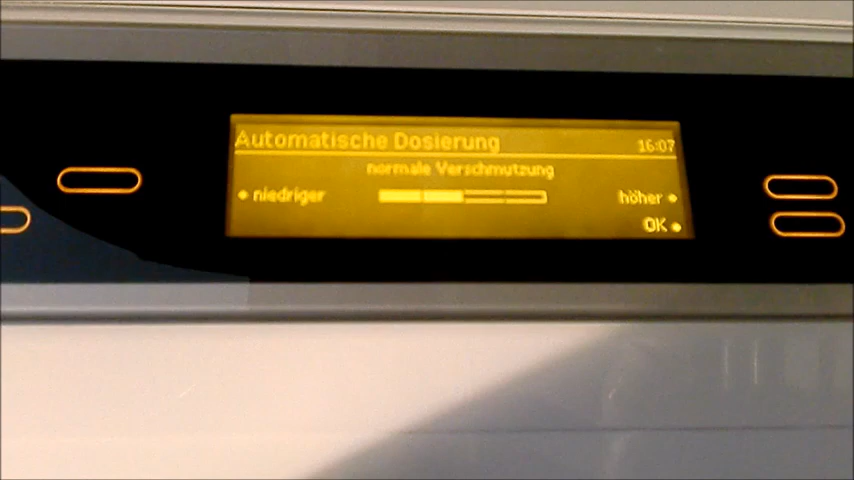 Automatische Dosierung 16:07
normale Verschmutzung
niedriger höher
OK